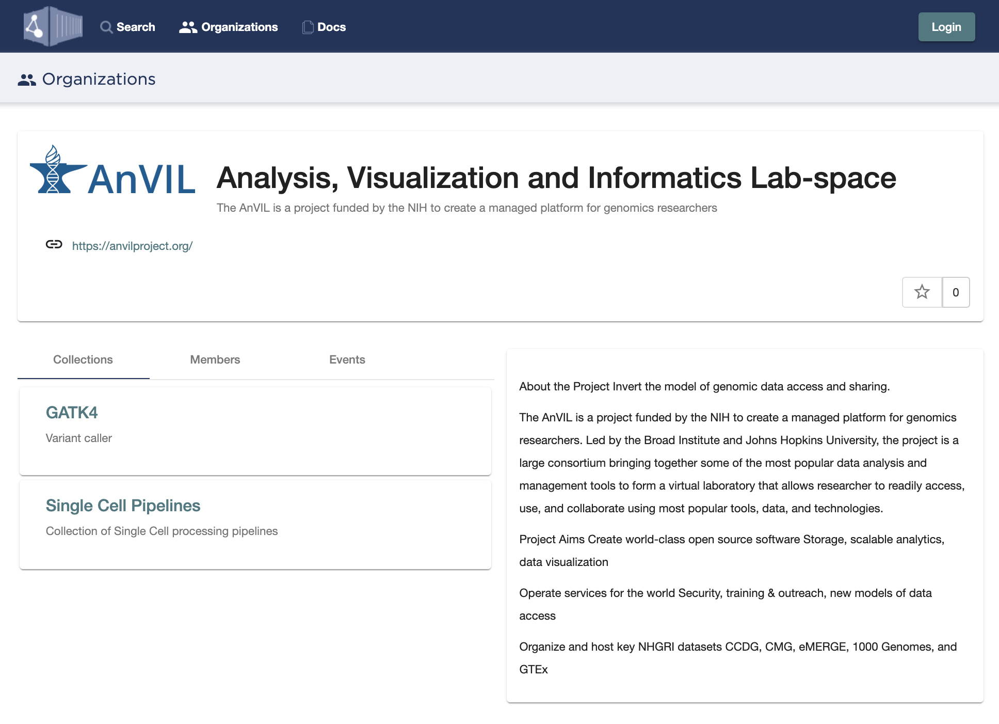 Search
Organizations
Docs
Login
Organizations
AnVIL
Analysis, Visualization and Informatics Lab-space
The AnVIL is a project funded by the NIH to create a managed platform for genomics researchers
https://anvilproject.org/
0
Collections
Members
Events
GATK4
Variant caller
Single Cell Pipelines
Collection of Single Cell processing pipelines
About the Project Invert the model of genomic data access and sharing.
The AnVIL is a project funded by the NIH to create a managed platform for genomics
researchers. Led by the Broad Institute and Johns Hopkins University, the project is a
large consortium bringing together some of the most popular data analysis and
management tools to form a virtual laboratory that allows researcher to readily access,
use, and collaborate using most popular tools, data, and technologies.
Project Aims Create world-class open source software Storage, scalable analytics,
data visualization
Operate services for the world Security, training & outreach, new models of data
access
Organize and host key NHGRI datasets CCDG, CMG, eMERGE, 1000 Genomes, and
GTEx